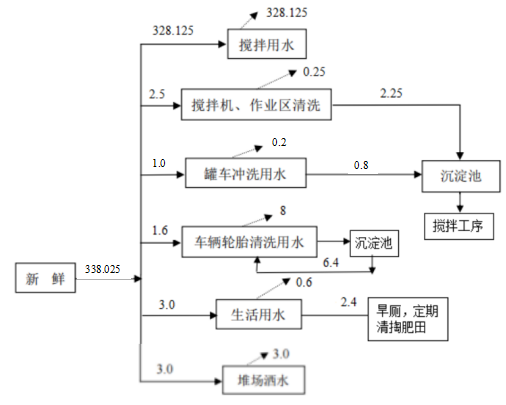 328.125
328.125
搅拌用水
0.25
2.5
搅拌机、作业区清洗
2.25
0.2
1.0
罐车冲洗用水
0.8
沉淀池
搅拌工序
8
1.6
车辆轮胎清洗用水
沉淀池
6.4
新 鲜
338.025
0.6
3.0
生活用水
2.4
旱厕，定期
清掏肥田
3.0
3.0
堆场洒水